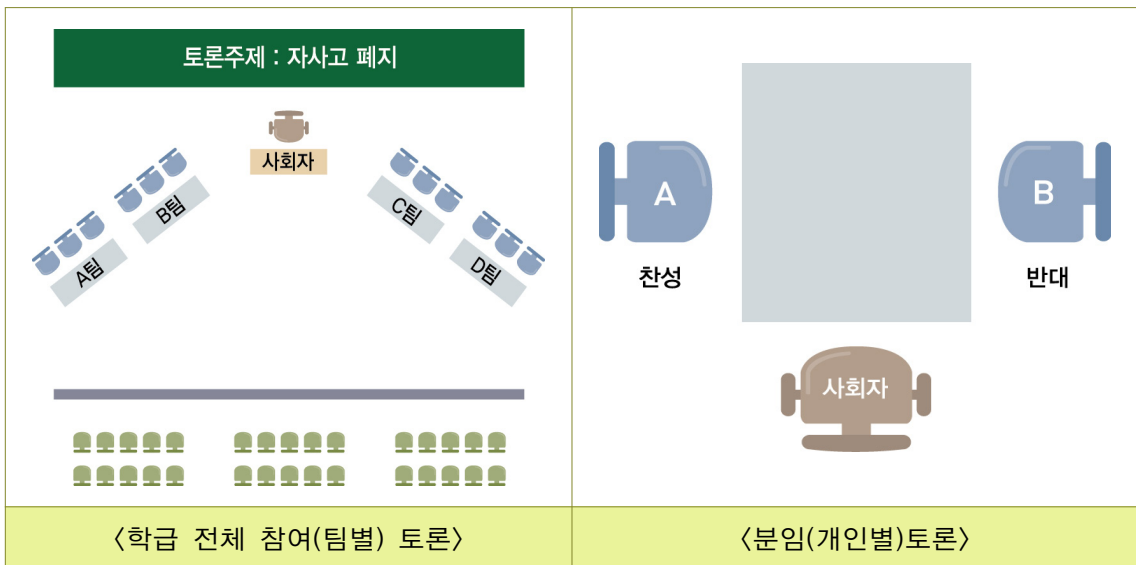 토론주제 : 자사고 폐지
사회자
A팀
B팀
C팀
D팀
〈학급 전체 참여(팀별) 토론〉
A
찬성
B
반대
사회자
〈분임(개인별)토론〉